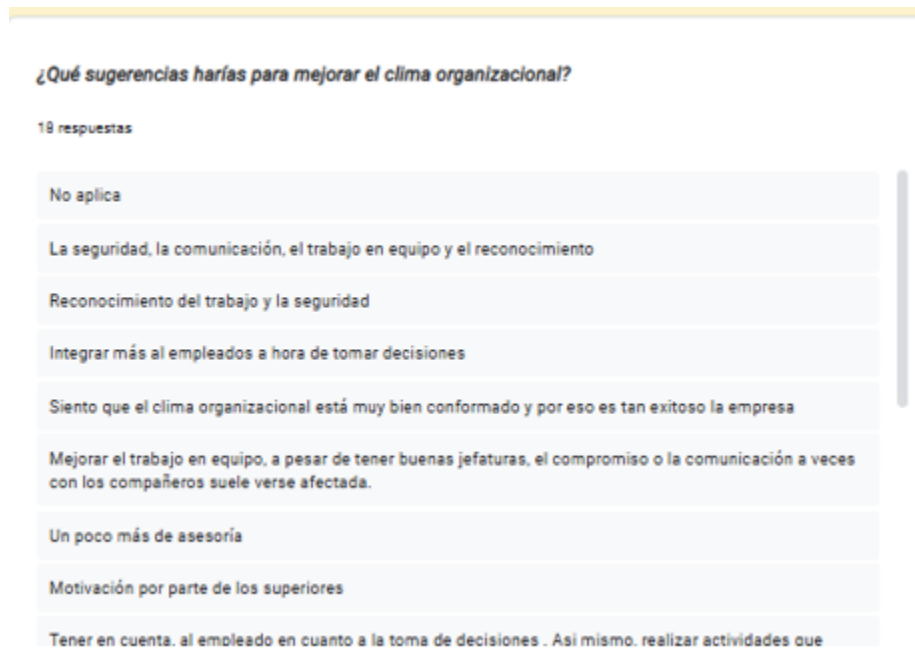 ¿Qué sugerencias harías para mejorar el clima organizacional?
18 respuestas
No aplica
La seguridad, la comunicación, el trabajo en equipo y el reconocimiento
Reconocimiento del trabajo y la seguridad
Integrar más al empleados a hora de tomar decisiones
Siento que el clima organizacional está muy bien conformado y por eso es tan exitoso la empresa
Mejorar el trabajo en equipo, a pesar de tener buenas jefaturas, el compromiso o la comunicación a veces
con los compañeros suele verse afectada.
Un poco más de asesoría
Motivación por parte de los superiores
Tener en cuenta, al empleado en cuanto a la toma de decisiones . Asi mismo, realizar actividades que